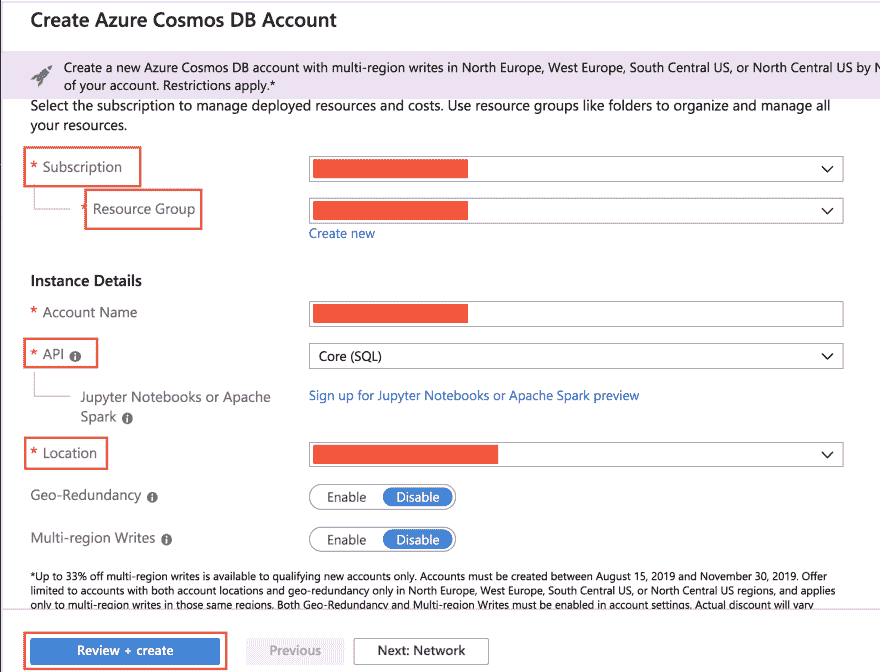 Create Azure Cosmos DB Account
Create a new Azure Cosmos DB account with multi-region writes in North Europe, West Europe, South Central US, or North Central US by N
of your account. Restrictions apply.*
Select the subscription to manage deployed resources and costs. Use resource groups like folders to organize and manage all
your resources.
* Subscription
* Resource Group
Create new
Instance Details
* Account Name
* API
Core (SQL)
Jupyter Notebooks or Apache
Spark
Sign up for Jupyter Notebooks or Apache Spark preview
* Location
Geo-Redundancy
Enable Disable
Multi-region Writes
Enable Disable
*Up to 33% off multi-region writes is available to qualifying new accounts only. Accounts must be created between August 15, 2019 and November 30, 2019. Offer
limited to accounts with both account locations and geo-redundancy only in North Europe, West Europe, South Central US, or North Central US regions, and applies
only to multi-region writes in those same regions. Both Geo-Redundancy and Multi-region Writes must be enabled in account settings. Actual discount will vary
Review + create
Previous
Next: Network